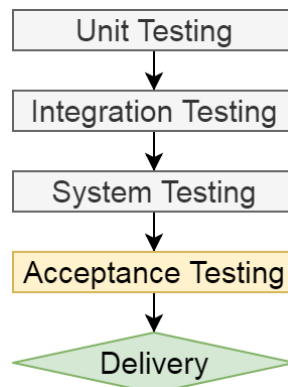 Unit Testing
Integration Testing
System Testing
Acceptance Testing
Delivery